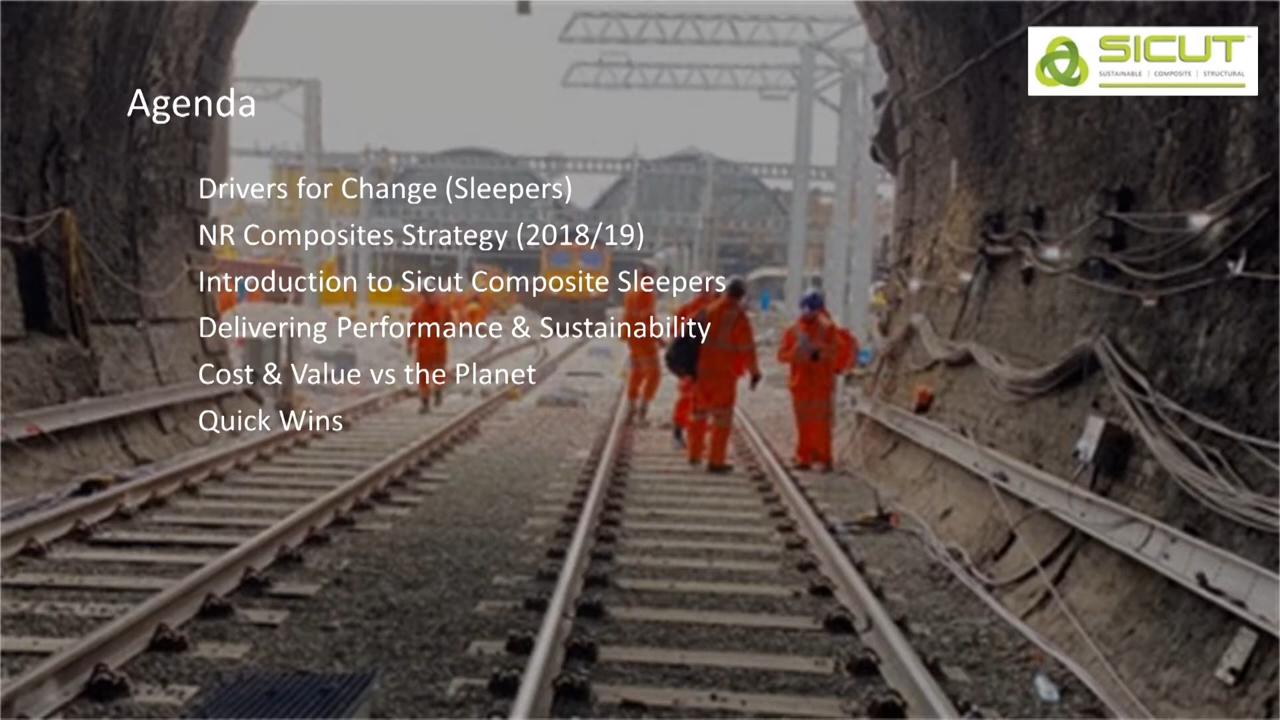 SICUT
SUSTAINABLE | COMPOSITE | STRUCTURAL
Agenda
Drivers for Change (Sleepers)
NR Composites Strategy (2018/19)
Introduction to Sicut Composite Sleepers
Delivering Performance & Sustainability
Cost & Value vs the Planet
Quick Wins